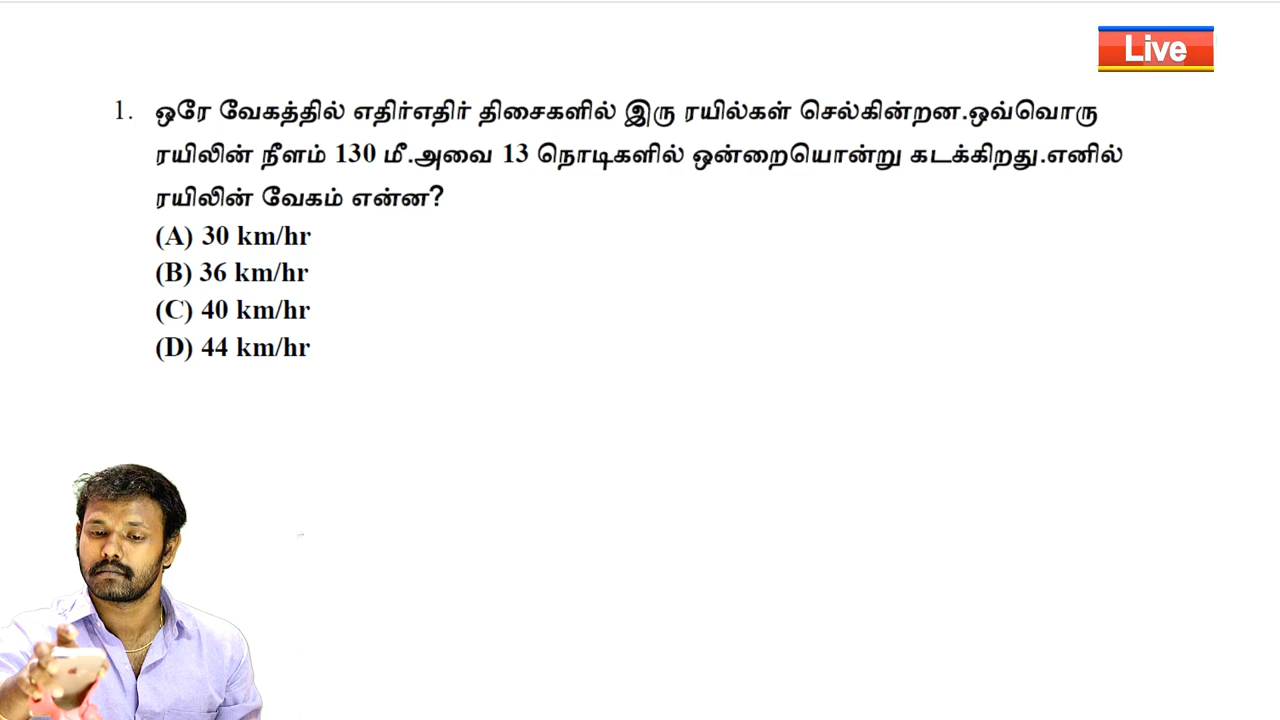 Live
1. ஒரே வேகத்தில் எதிர்எதிர் திசைகளில் இரு ரயில்கள் செல்கின்றன.ஒவ்வொரு
ரயிலின் நீளம் 130 மீ.அவை 13 நொடிகளில் ஒன்றையொன்று கடக்கிறது.எனில்
ரயிலின் வேகம் என்ன?
(A) 30 km/hr
(B) 36 km/hr
(C) 40 km/hr
(D) 44 km/hr